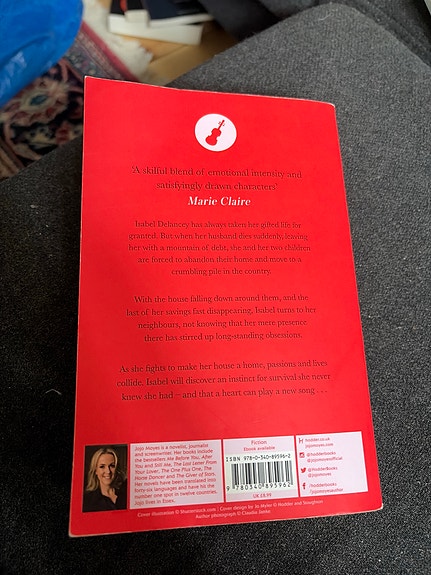 'A skilful blend of emotional intensity and
satisfyingly drawn characters'
Marie Claire
Isabel Delancey has always taken her gifted life for
granted. But when her husband dies suddenly, leaving
her with a mountain of debt, she and her two children
are forced to abandon their home and move to a
crumbling pile in the country.
With the house falling down around them, and the
last of her savings fast disappearing, Isabel turns to her
neighbours, not knowing that her mere presence
there has stirred up long-standing obsessions.
As she fights to make her house a home, passions and lives
collide. Isabel will discover an instinct for survival she never
knew she had – and that a heart can play a new song . . .
Jojo Moyes is a novelist, journalist
and screenwriter. Her books include
the bestsellers Me Before You, After
You and Still Me, The Last Letter From
Your Lover, The One Plus One, The
Horse Dancer and The Giver of Stars.
Her novels have been translated into
forty-six languages and have hit the
number one spot in twelve countries.
Jojo lives in Essex.
Fiction
Ebook available
ISBN 978-0-340-89596-2
9 780340 895962
UK £8.99
hodder.co.uk
jojomoyes.com
@hodderbooks
@jojomoyesofficial
@hodderbooks
@jojomoyes
/hodderbooks
/jojomoyesauthor
Cover illustration © Shutterstock.com | Cover design by Jo Myler © Hodder and Stoughton
Author photograph © Claudia Janke